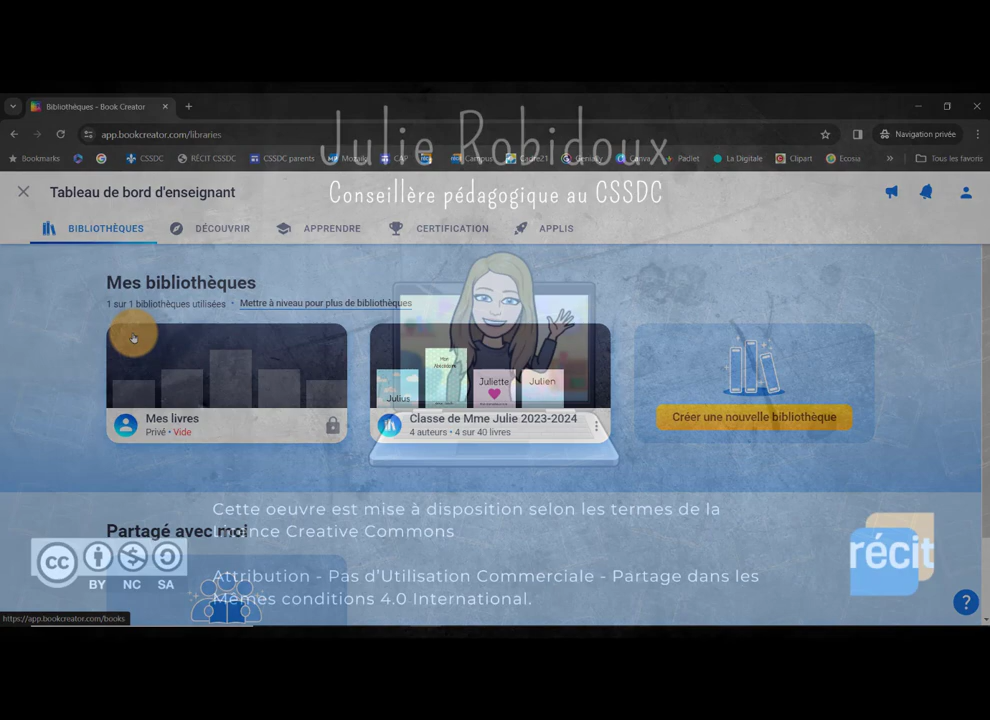 Bibliothèques - Book Creator
Julie Robidoux
app.bookcreator.com/libraries
Navigation privée
Bookmarks
CSSDC
RÉCIT CSSDC
CSSDC parents
CAP
Campus
Cadre21
Genially
Canva
Padlet
La Digitale
Clipart
Ecosia
Tous les favoris
Tableau de bord d'enseignant
Conseillère pédagogique au CSSDC
BIBLIOTHÈQUES
DÉCOUVRIR
APPRENDRE
CERTIFICATION
APPLIS
Mes bibliothèques
1 sur 1 bibliothèques utilisées • Mettre à niveau pour plus de bibliothèques
Mon
Julius
Juliette
Julien
Mes livres
Privé • Vide
Classe de Mme Julie 2023-2024
4 auteurs • 4 sur 40 livres
Créer une nouvelle bibliothèque
Partagé avec moi
Cette oeuvre est mise à disposition selon les termes de la
Licence Creative Commons
Attribution - Pas d'Utilisation Commerciale - Partage dans les
Mêmes conditions 4.0 International.
cc
BY NC SA
récit
?
https://app.bookcreator.com/books